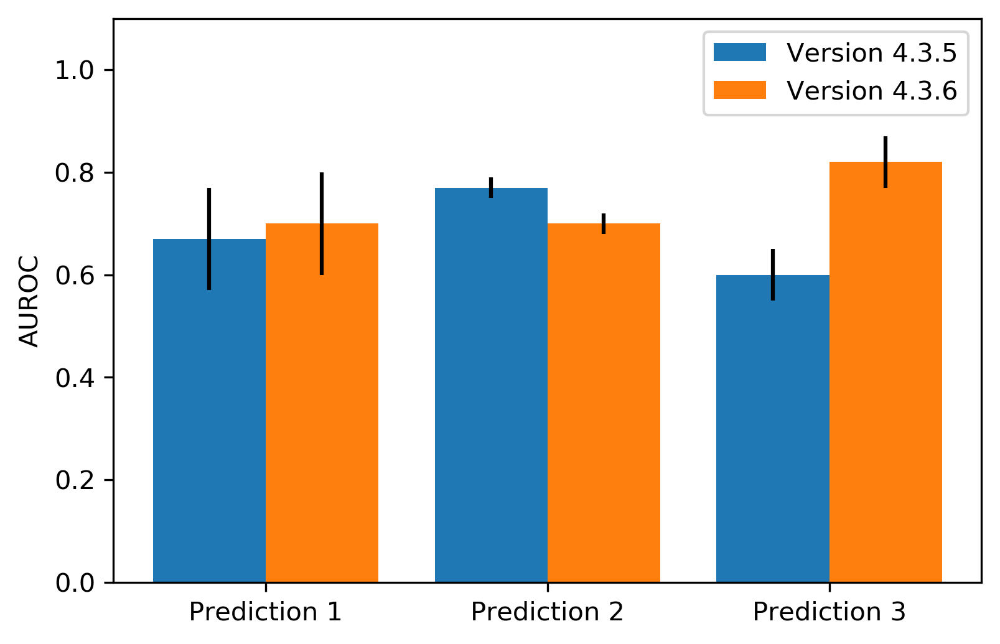 Version 4.3.5
Version 4.3.6
AUROC
1.0
0.8
0.6
0.4
0.2
0.0
Prediction 1
Prediction 2
Prediction 3